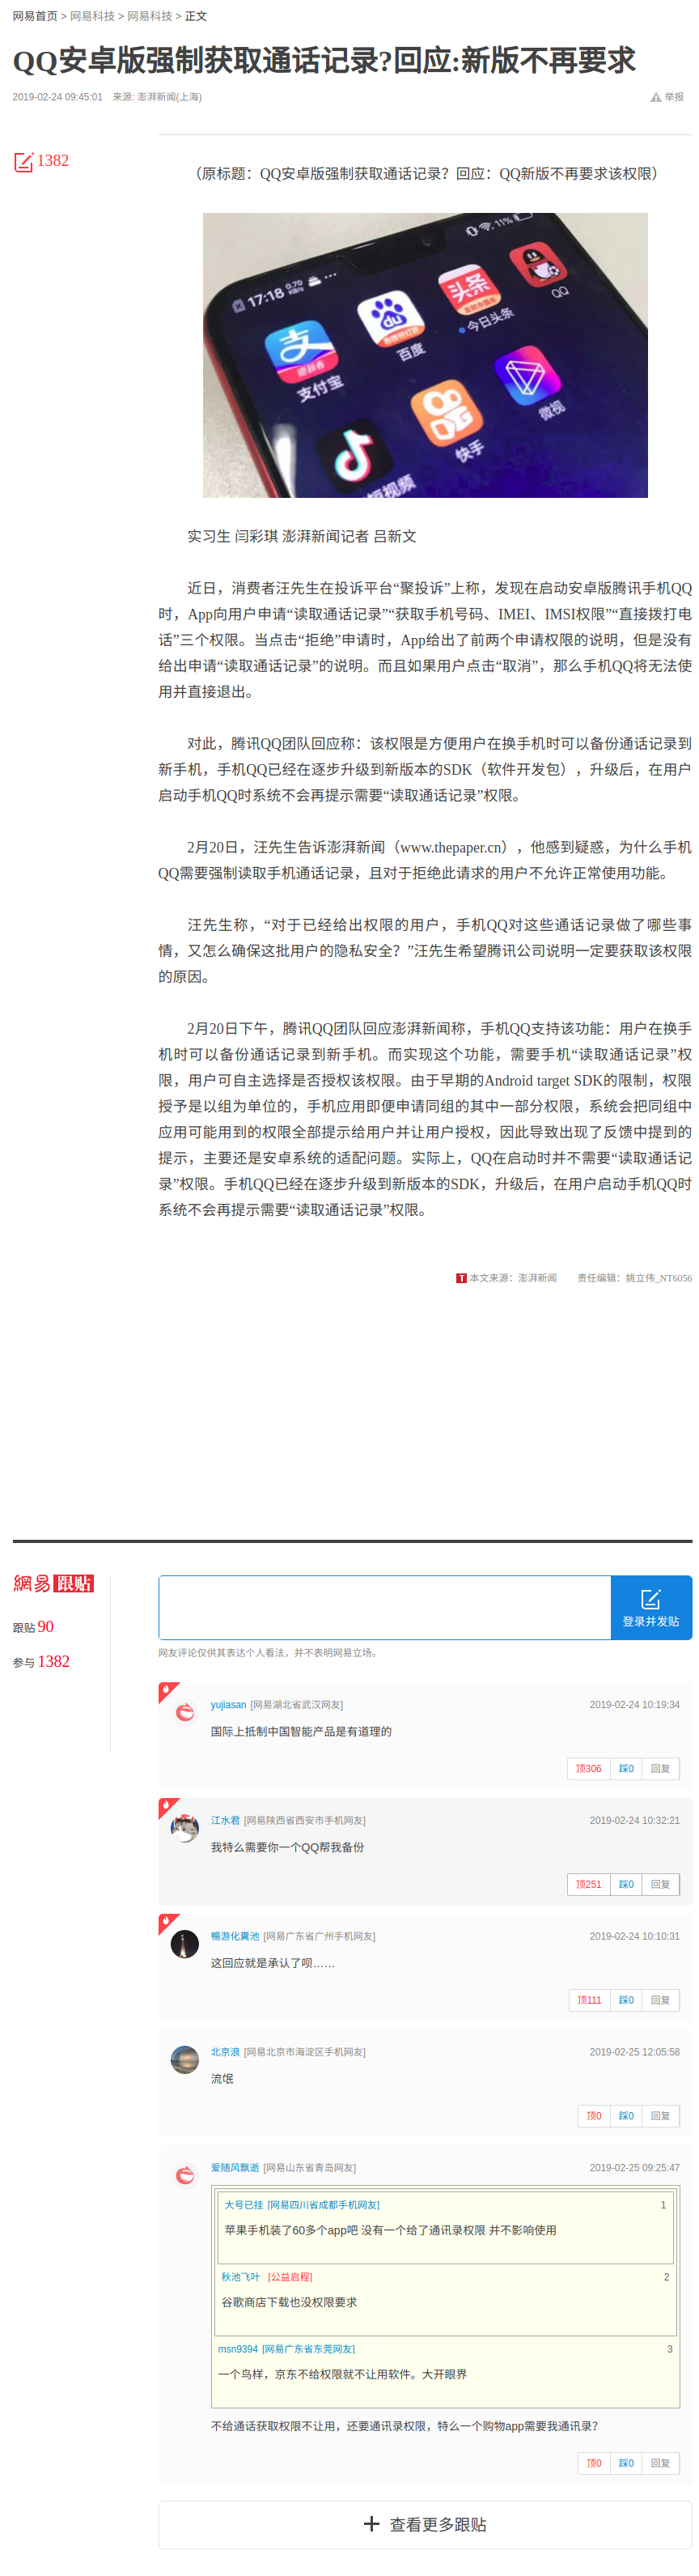 网易首页 > 网易科技 > 网易科技 > 正文
QQ安卓版强制获取通话记录?回应:新版不再要求
2019-02-24 09:45:01 来源: 澎湃新闻(上海)
举报
1382
（原标题：QQ安卓版强制获取通话记录？回应：QQ新版不再要求该权限）
17:18 0.70 KB/s ... 11%
支付宝
迎新春
百度
du
头条
今日头条
QQ
短视频
快手
微视
实习生 闫彩琪 澎湃新闻记者 吕新文
近日，消费者汪先生在投诉平台“聚投诉”上称，发现在启动安卓版腾讯手机QQ
时，App向用户申请“读取通话记录”“获取手机号码、IMEI、IMSI权限”“直接拨打电
话”三个权限。当点击“拒绝”申请时，App给出了前两个申请权限的说明，但是没有
给出申请“读取通话记录”的说明。而且如果用户点击“取消”，那么手机QQ将无法使
用并直接退出。
对此，腾讯QQ团队回应称：该权限是方便用户在换手机时可以备份通话记录到
新手机，手机QQ已经在逐步升级到新版本的SDK（软件开发包），升级后，在用户
启动手机QQ时系统不会再提示需要“读取通话记录”权限。
2月20日，汪先生告诉澎湃新闻（www.thepaper.cn），他感到疑惑，为什么手机
QQ需要强制读取手机通话记录，且对于拒绝此请求的用户不允许正常使用功能。
汪先生称，“对于已经给出权限的用户，手机QQ对这些通话记录做了哪些事
情，又怎么确保这批用户的隐私安全？”汪先生希望腾讯公司说明一定要获取该权限
的原因。
2月20日下午，腾讯QQ团队回应澎湃新闻称，手机QQ支持该功能：用户在换手
机时可以备份通话记录到新手机。而实现这个功能，需要手机“读取通话记录”权
限，用户可自主选择是否授权该权限。由于早期的Android target SDK的限制，权限
授予是以组为单位的，手机应用即便申请同组的其中一部分权限，系统会把同组中
应用可能用到的权限全部提示给用户并让用户授权，因此导致出现了反馈中提到的
提示，主要还是安卓系统的适配问题。实际上，QQ在启动时并不需要“读取通话记
录”权限。手机QQ已经在逐步升级到新版本的SDK，升级后，在用户启动手机QQ时
系统不会再提示需要“读取通话记录”权限。
T 本文来源：澎湃新闻 责任编辑：姚立伟_NT6056
網易 跟贴
跟贴 90
参与 1382
登录并发贴
网友评论仅供其表达个人看法，并不表明网易立场。
yujiasan [网易湖北省武汉网友] 2019-02-24 10:19:34
国际上抵制中国智能产品是有道理的
顶306 踩0 回复
江水君 [网易陕西省西安市手机网友] 2019-02-24 10:32:21
我特么需要你一个QQ帮我备份
顶251 踩0 回复
暢游化糞池 [网易广东省广州手机网友] 2019-02-24 10:10:31
这回应就是承认了呗……
顶111 踩0 回复
北京浪 [网易北京市海淀区手机网友] 2019-02-25 12:05:58
流氓
顶0 踩0 回复
爱随风飘逝 [网易山东省青岛网友] 2019-02-25 09:25:47
大号已挂 [网易四川省成都手机网友] 1
苹果手机装了60多个app吧 没有一个给了通讯录权限 并不影响使用
秋池飞叶 [公益启程] 2
谷歌商店下载也没权限要求
msn9394 [网易广东省东莞网友] 3
一个鸟样，京东不给权限就不让用软件。大开眼界
不给通话获取权限不让用，还要通讯录权限，特么一个购物app需要我通讯录？
顶0 踩0 回复
查看更多跟贴